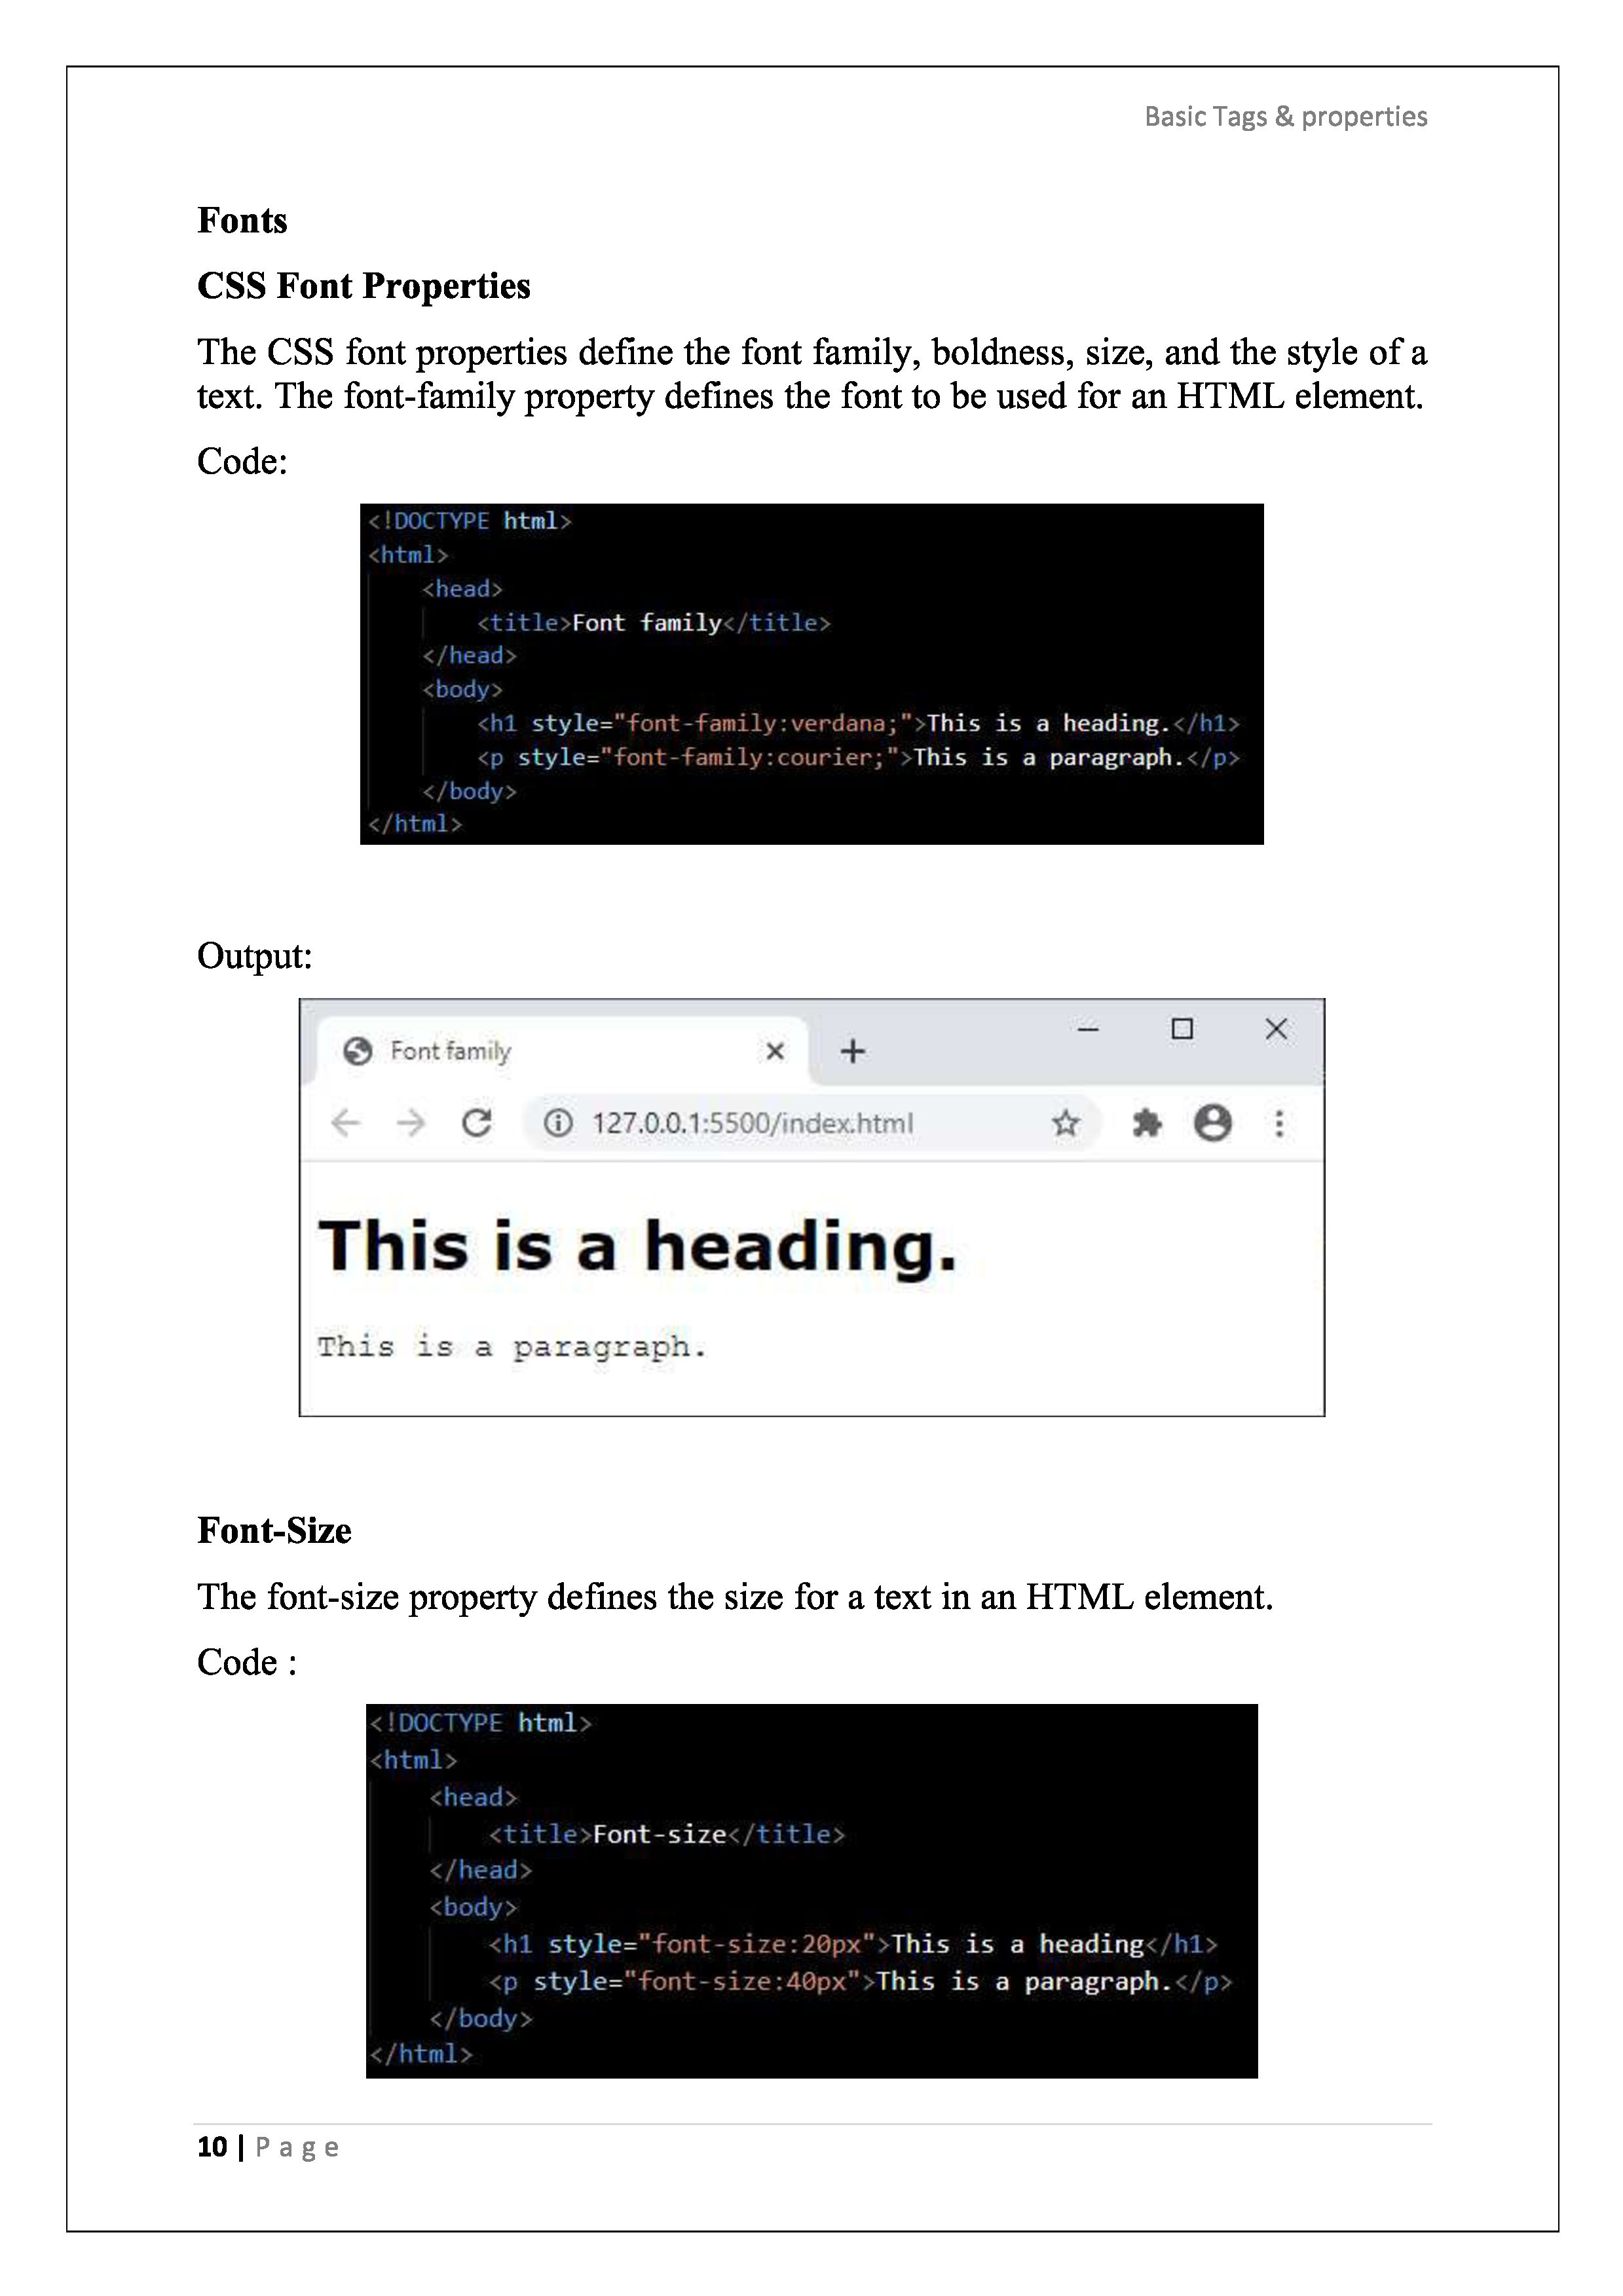 Basic Tags & properties
Fonts
CSS Font Properties
The CSS font properties define the font family, boldness, size, and the style of a
text. The font-family property defines the font to be used for an HTML element.
Code:
<!DOCTYPE html>
<html>
    <head>
        <title>Font family</title>
    </head>
    <body>
        <h1 style="font-family:verdana;">This is a heading.</h1>
        <p style="font-family:courier;">This is a paragraph.</p>
    </body>
</html>
Output:
Font family
127.0.0.1:5500/index.html
This is a heading.
This is a paragraph.
Font-Size
The font-size property defines the size for a text in an HTML element.
Code :
<!DOCTYPE html>
<html>
    <head>
        <title>Font-size</title>
    </head>
    <body>
        <h1 style="font-size:20px">This is a heading</h1>
        <p style="font-size:40px">This is a paragraph.</p>
    </body>
</html>
10 | Page